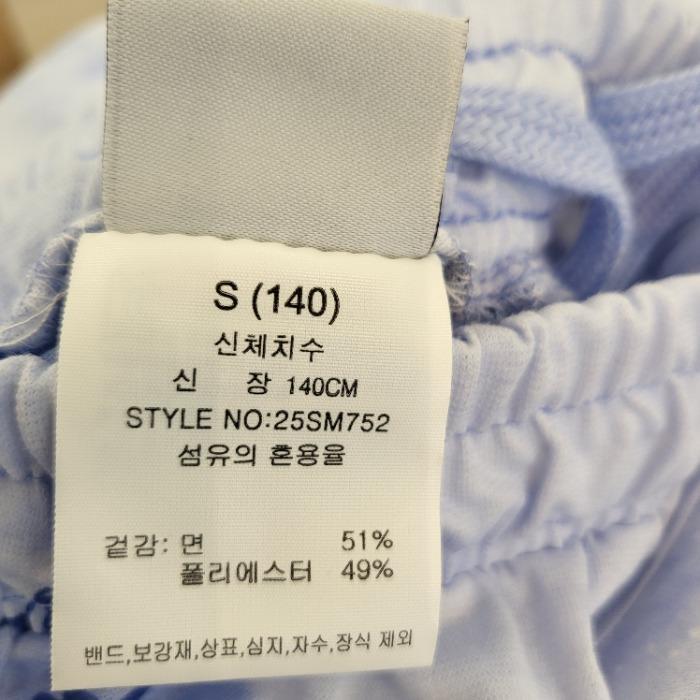 S (140)
신체치수
신 장 140CM
STYLE NO:25SM752
섬유의 혼용율
겉감: 면 51%
폴리에스터 49%
밴드,보강재,상표,심지,자수,장식 제외